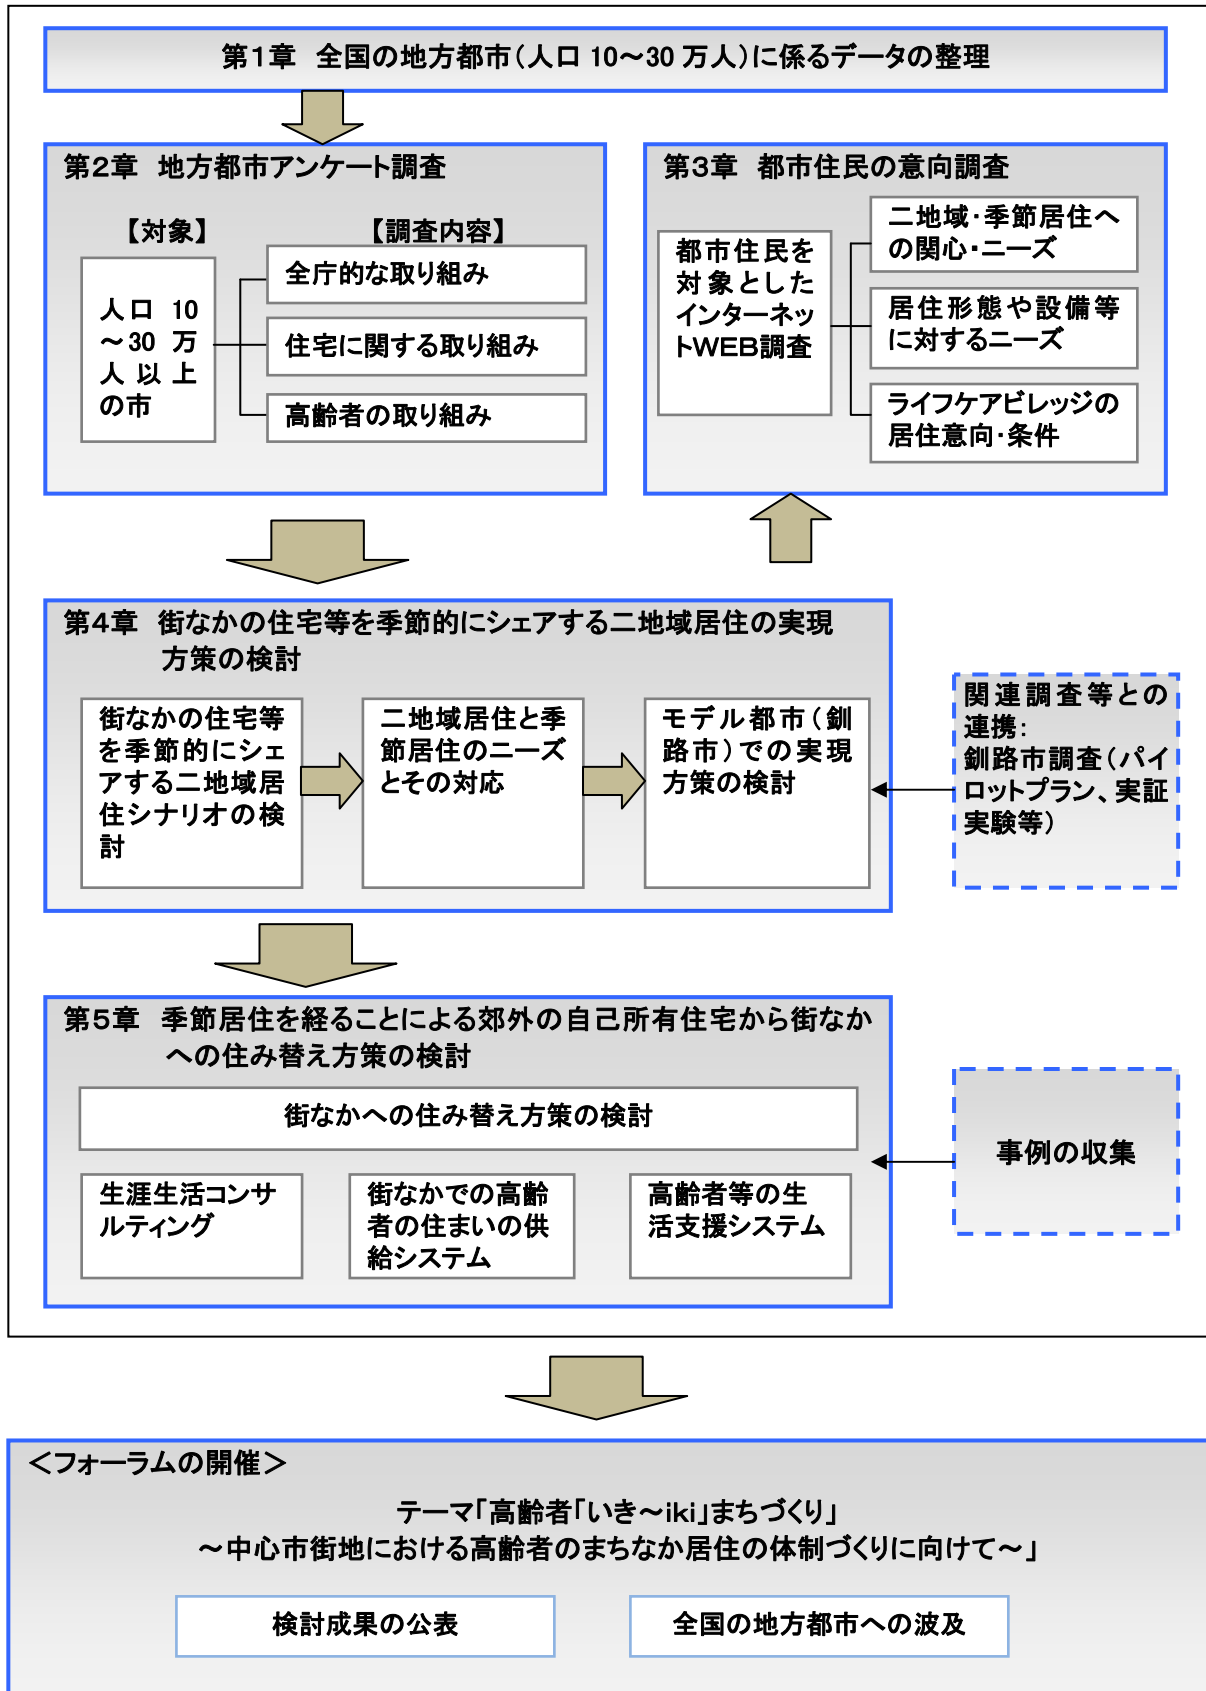 第1章　全国の地方都市（人口 10～30 万人）に係るデータの整理
第2章　地方都市アンケート調査
【対象】
【調査内容】
人口 10
～30 万
人以上
の市
全庁的な取り組み
住宅に関する取り組み
高齢者の取り組み
第3章　都市住民の意向調査
都市住民を
対象とした
インターネッ
トWEB調査
二地域・季節居住へ
の関心・ニーズ
居住形態や設備等
に対するニーズ
ライフケアビレッジの
居住意向・条件
第4章　街なかの住宅等を季節的にシェアする二地域居住の実現
方策の検討
街なかの住宅等
を季節的にシェ
アする二地域居
住シナリオの検
討
二地域居住と季
節居住のニーズ
とその対応
モデル都市（釧
路市）での実現
方策の検討
関連調査等との
連携：
釧路市調査（パイ
ロットプラン、実証
実験等）
第5章　季節居住を経ることによる郊外の自己所有住宅から街なか
への住み替え方策の検討
街なかへの住み替え方策の検討
生涯生活コンサ
ルティング
街なかでの高齢
者の住まいの供
給システム
高齢者等の生
活支援システム
事例の収集
＜フォーラムの開催＞
テーマ「高齢者「いき～iki」まちづくり」
～中心市街地における高齢者のまちなか居住の体制づくりに向けて～」
検討成果の公表
全国の地方都市への波及